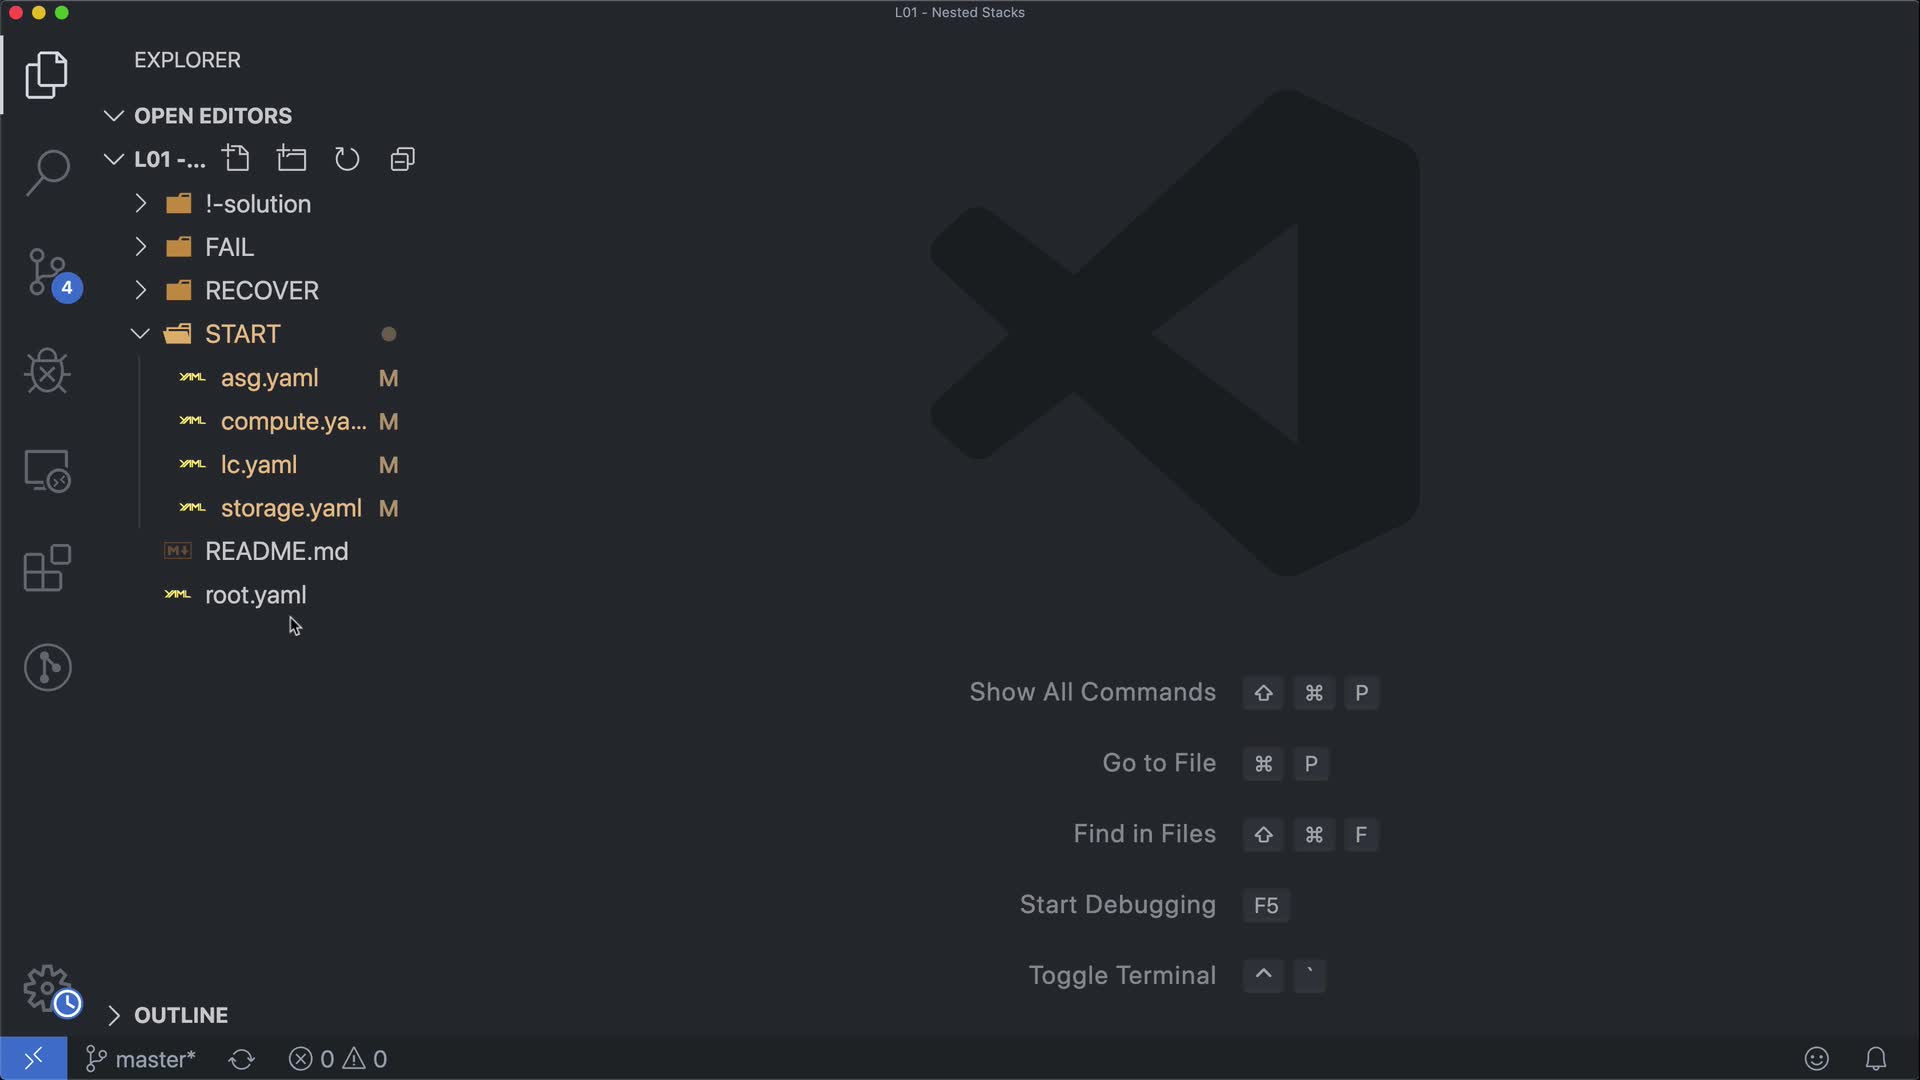 L01 - Nested Stacks
EXPLORER
OPEN EDITORS
L01 -...
!-solution
FAIL
RECOVER
START
asg.yaml M
compute.ya... M
lc.yaml M
storage.yaml M
README.md
root.yaml
4
Show All Commands ⇧ ⌘ P
Go to File ⌘ P
Find in Files ⇧ ⌘ F
Start Debugging F5
Toggle Terminal ^ `
OUTLINE
master* 0 0